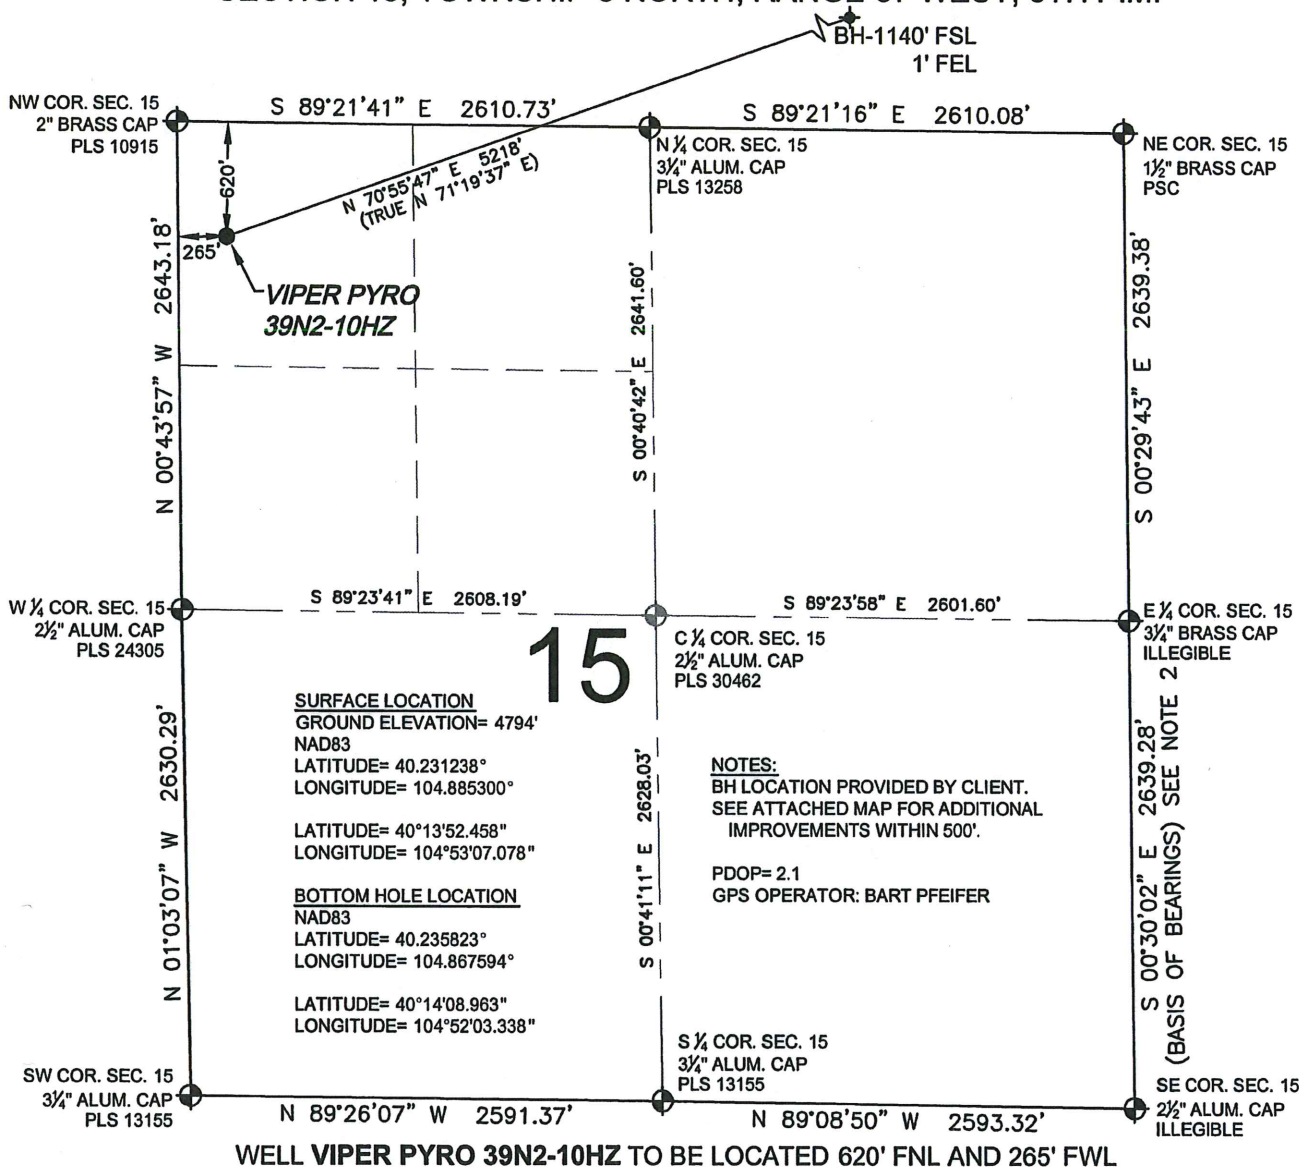 BH-1140' FSL
1' FEL
NW COR. SEC. 15
2" BRASS CAP
PLS 10915
S 89°21'41" E 2610.73'
S 89°21'16" E 2610.08'
N ¼ COR. SEC. 15
3¼" ALUM. CAP
PLS 13258
NE COR. SEC. 15
1½" BRASS CAP
PSC
620'
265'
N 70°55'47" E 5218'
(TRUE N 71°19'37" E)
VIPER PYRO
39N2-10HZ
N 00°43'57" W 2643.18'
S 00°40'42" E 2641.60'
S 00°29'43" E 2639.38'
W ¼ COR. SEC. 15
2½" ALUM. CAP
PLS 24305
S 89°23'41" E 2608.19'
S 89°23'58" E 2601.60'
C ¼ COR. SEC. 15
2½" ALUM. CAP
PLS 30462
E ¼ COR. SEC. 15
3¼" BRASS CAP
ILLEGIBLE
15
SURFACE LOCATION
GROUND ELEVATION= 4794'
NAD83
LATITUDE= 40.231238°
LONGITUDE= 104.885300°
LATITUDE= 40°13'52.458"
LONGITUDE= 104°53'07.078"
BOTTOM HOLE LOCATION
NAD83
LATITUDE= 40.235823°
LONGITUDE= 104.867594°
LATITUDE= 40°14'08.963"
LONGITUDE= 104°52'03.338"
NOTES:
BH LOCATION PROVIDED BY CLIENT.
SEE ATTACHED MAP FOR ADDITIONAL
IMPROVEMENTS WITHIN 500'.
PDOP= 2.1
GPS OPERATOR: BART PFEIFER
N 01°03'07" W 2630.29'
S 00°41'11" E 2628.03'
S 00°30'02" E 2639.28'
(BASIS OF BEARINGS) SEE NOTE 2
SW COR. SEC. 15
3¼" ALUM. CAP
PLS 13155
S ¼ COR. SEC. 15
3¼" ALUM. CAP
PLS 13155
SE COR. SEC. 15
2½" ALUM. CAP
ILLEGIBLE
N 89°26'07" W 2591.37'
N 89°08'50" W 2593.32'
WELL VIPER PYRO 39N2-10HZ TO BE LOCATED 620' FNL AND 265' FWL